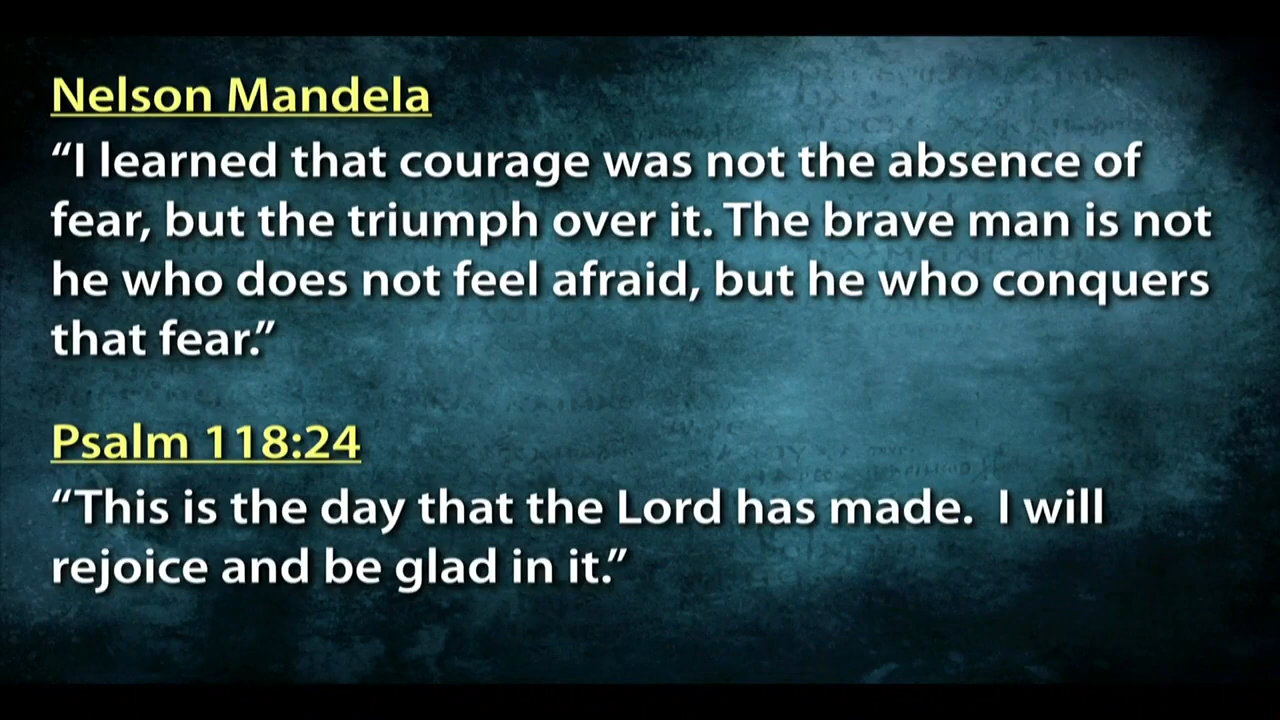 Nelson Mandela
“I learned that courage was not the absence of
fear, but the triumph over it. The brave man is not
he who does not feel afraid, but he who conquers
that fear.”
Psalm 118:24
“This is the day that the Lord has made.  I will
rejoice and be glad in it.”